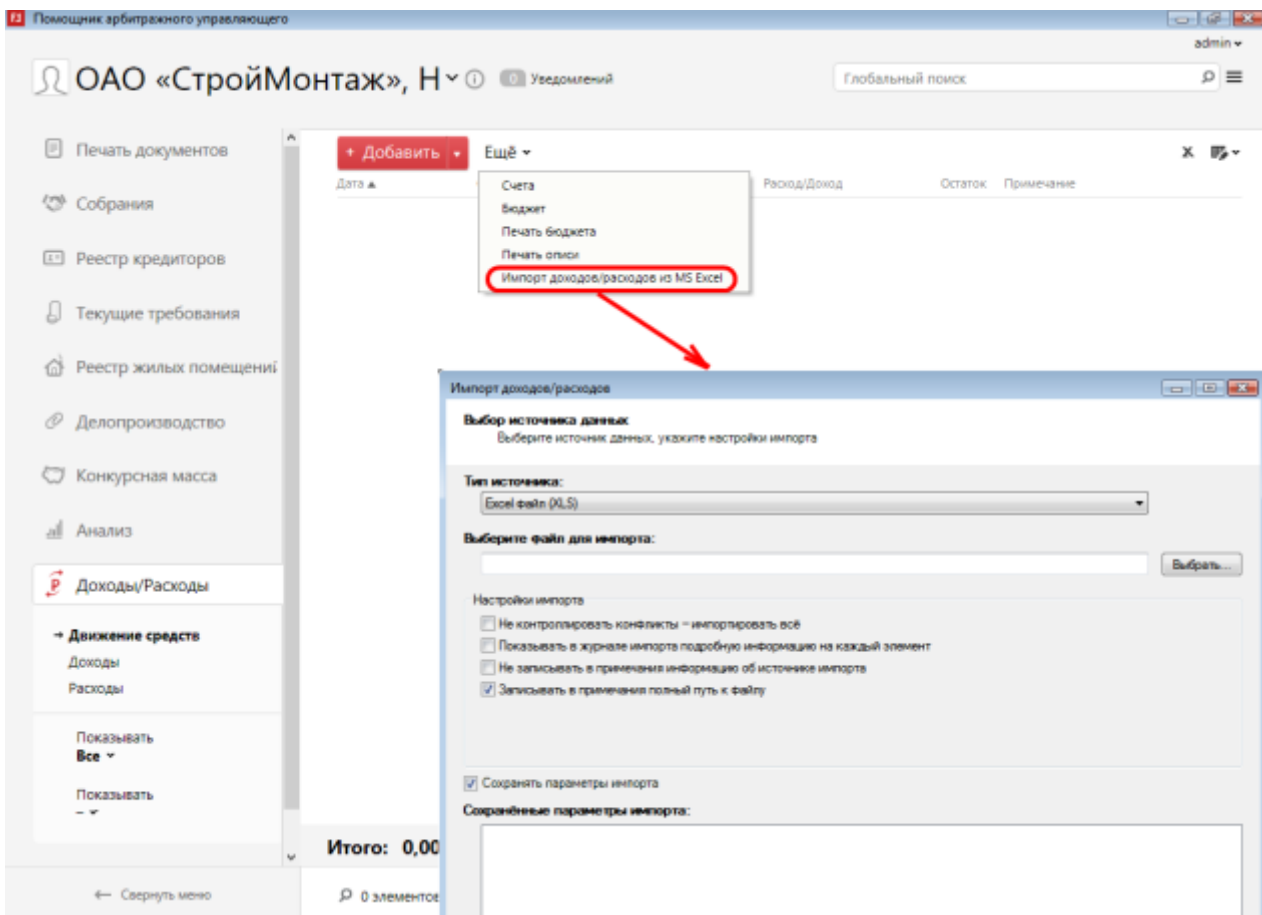 Помощник арбитражного управляющего
admin
ОАО «СтройМонтаж», Н
0 Уведомлений
Глобальный поиск
Печать документов
Собрания
Реестр кредиторов
Текущие требования
Реестр жилых помещений
Делопроизводство
Конкурсная масса
Анализ
Доходы/Расходы
→ Движение средств
Доходы
Расходы
Показывать
Все
Показывать
–
← Свернуть меню
+ Добавить Ещё
Дата Расход/Доход Остаток Примечание
Счета
Бюджет
Печать бюджета
Печать описи
Импорт доходов/расходов из MS Excel
Импорт доходов/расходов
Выбор источника данных
Выберите источник данных, укажите настройки импорта
Тип источника:
Excel файл (XLS)
Выберите файл для импорта:
Выбрать...
Настройки импорта
Не контролировать конфликты – импортировать всё
Показывать в журнале импорта подробную информацию на каждый элемент
Не записывать в примечания информацию об источнике импорта
Записывать в примечания полный путь к файлу
Сохранять параметры импорта
Сохранённые параметры импорта:
Итого: 0,00
0 элементов